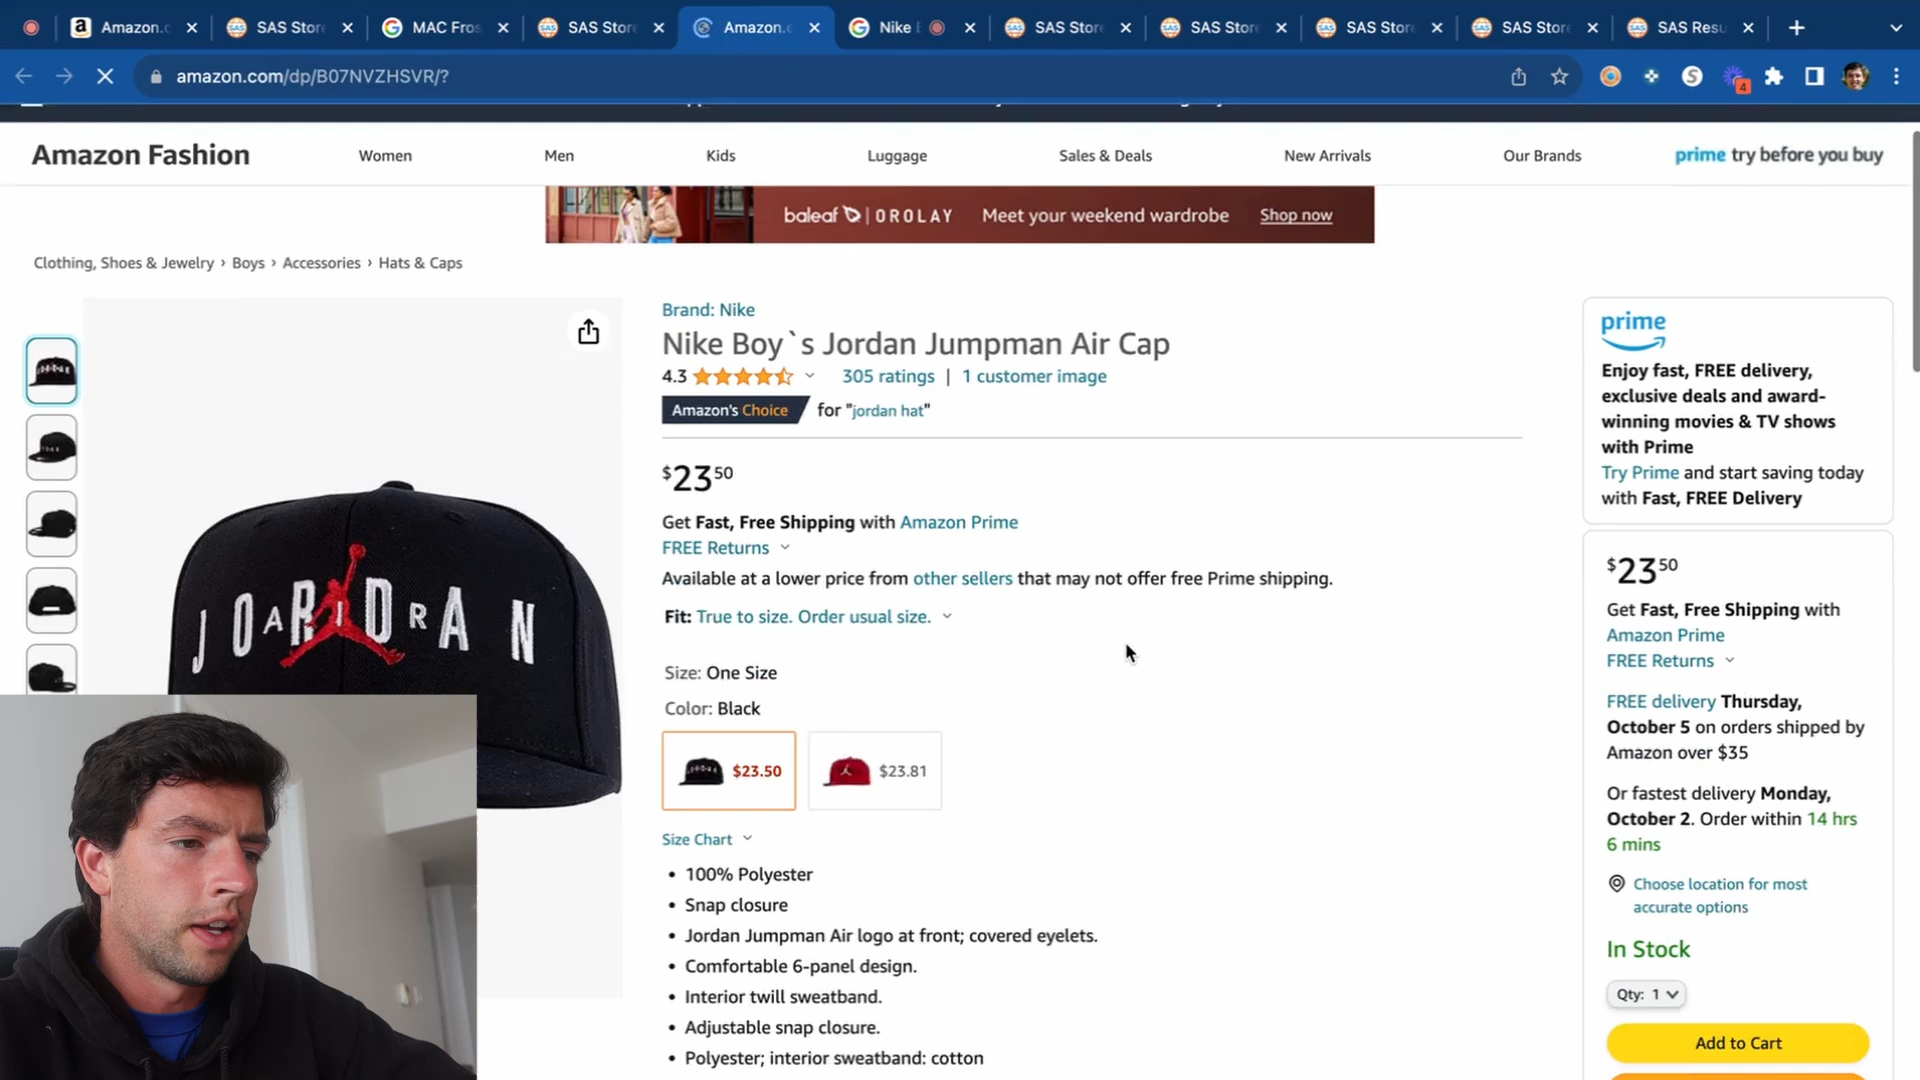 Amazon.c
SAS Store
MAC Fros
SAS Store
Amazon.c
Nike
SAS Store
SAS Store
SAS Store
SAS Store
SAS Resu
amazon.com/dp/B07NVZHSVR/?
S
4
Amazon Fashion
Women
Men
Kids
Luggage
Sales & Deals
New Arrivals
Our Brands
prime try before you buy
baleaf | OROLAY Meet your weekend wardrobe Shop now
Clothing, Shoes & Jewelry › Boys › Accessories › Hats & Caps
JORDAN
AIR
Brand: Nike
Nike Boy`s Jordan Jumpman Air Cap
4.3
305 ratings | 1 customer image
Amazon's Choice for "jordan hat"
$23 50
Get Fast, Free Shipping with Amazon Prime
FREE Returns
Available at a lower price from other sellers that may not offer free Prime shipping.
Fit: True to size. Order usual size.
Size: One Size
Color: Black
$23.50
$23.81
Size Chart
• 100% Polyester
• Snap closure
• Jordan Jumpman Air logo at front; covered eyelets.
• Comfortable 6-panel design.
• Interior twill sweatband.
• Adjustable snap closure.
• Polyester; interior sweatband: cotton
prime
Enjoy fast, FREE delivery,
exclusive deals and award-
winning movies & TV shows
with Prime
Try Prime and start saving today
with Fast, FREE Delivery
$23 50
Get Fast, Free Shipping with
Amazon Prime
FREE Returns
FREE delivery Thursday,
October 5 on orders shipped by
Amazon over $35
Or fastest delivery Monday,
October 2. Order within 14 hrs
6 mins
Choose location for most
accurate options
In Stock
Qty: 1
Add to Cart